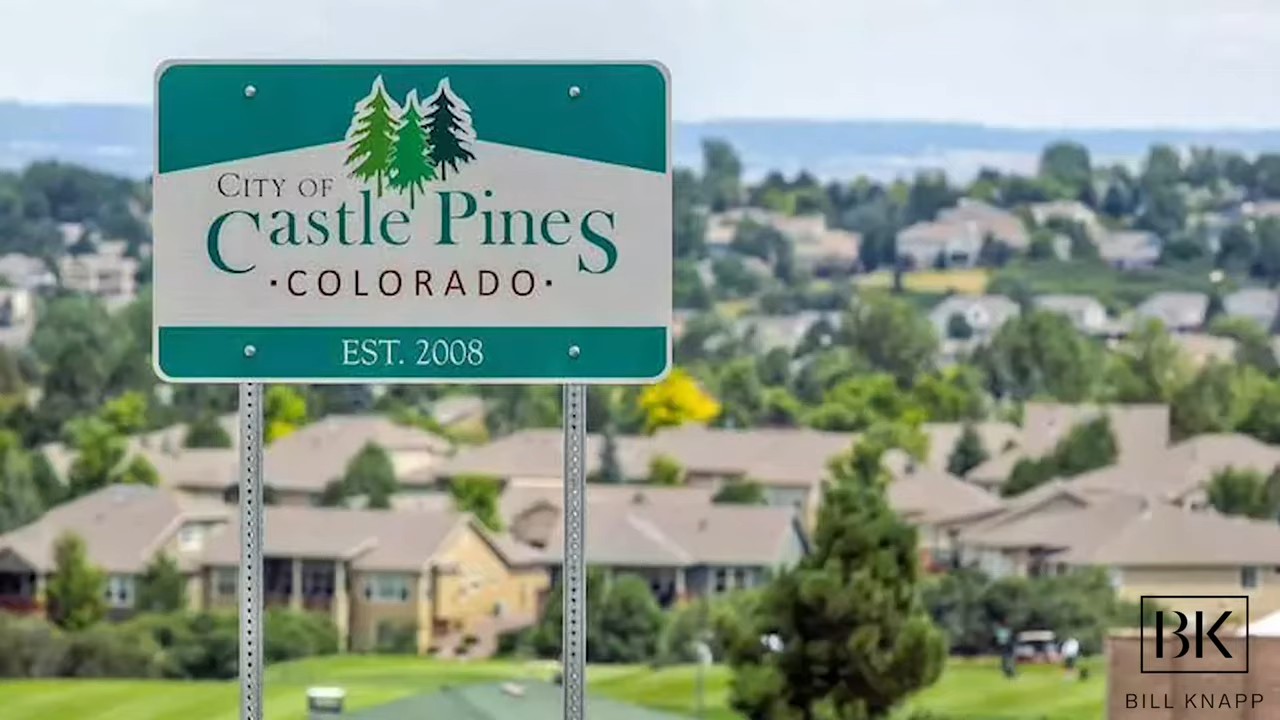 CITY OF
Castle Pines
·COLORADO·
EST. 2008
BK
BILL KNAPP